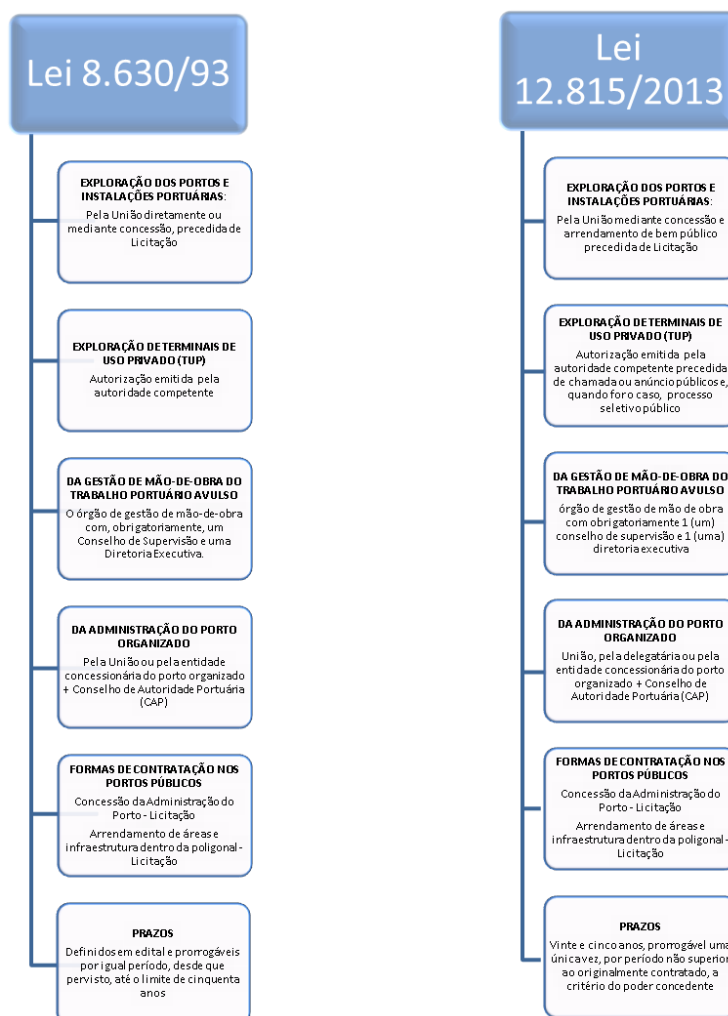 Lei 8.630/93
EXPLORAÇÃO DOS PORTOS E
INSTALAÇÕES PORTUÁRIAS:
Pela União diretamente ou
mediante concessão, precedida de
Licitação
EXPLORAÇÃO DE TERMINAIS DE
USO PRIVADO (TUP)
Autorização emitida pela
autoridade competente
DA GESTÃO DE MÃO-DE-OBRA DO
TRABALHO PORTUÁRIO AVULSO
O órgão de gestão de mão-de-obra
com, obrigatoriamente, um
Conselho de Supervisão e uma
Diretoria Executiva.
DA ADMINISTRAÇÃO DO PORTO
ORGANIZADO
Pela União ou pela entidade
concessionária do porto organizado
+ Conselho de Autoridade Portuária
(CAP)
FORMAS DE CONTRATAÇÃO NOS
PORTOS PÚBLICOS
Concessão da Administração do
Porto - Licitação
Arrendamento de áreas e
infraestrutura dentro da poligonal -
Licitação
PRAZOS
Definidos em edital e prorrogáveis
por igual período, desde que
pervisto, até o limite de cinquenta
anos
Lei
12.815/2013
EXPLORAÇÃO DOS PORTOS E
INSTALAÇÕES PORTUÁRIAS:
Pela União mediante concessão e
arrendamento de bem público
precedida de Licitação
EXPLORAÇÃO DE TERMINAIS DE
USO PRIVADO (TUP)
Autorização emitida pela
autoridade competente precedida
de chamada ou anúncio públicos e,
quando for o caso, processo
seletivo público
DA GESTÃO DE MÃO-DE-OBRA DO
TRABALHO PORTUÁRIO AVULSO
órgão de gestão de mão de obra
com obrigatoriamente 1 (um)
conselho de supervisão e 1 (uma)
diretoria executiva
DA ADMINISTRAÇÃO DO PORTO
ORGANIZADO
União, pela delegatária ou pela
entidade concessionária do porto
organizado + Conselho de
Autoridade Portuária (CAP)
FORMAS DE CONTRATAÇÃO NOS
PORTOS PÚBLICOS
Concessão da Administração do
Porto - Licitação
Arrendamento de áreas e
infraestrutura dentro da poligonal -
Licitação
PRAZOS
Vinte e cinco anos, prorrogável uma
única vez, por período não superior
ao originalmente contratado, a
critério do poder concedente